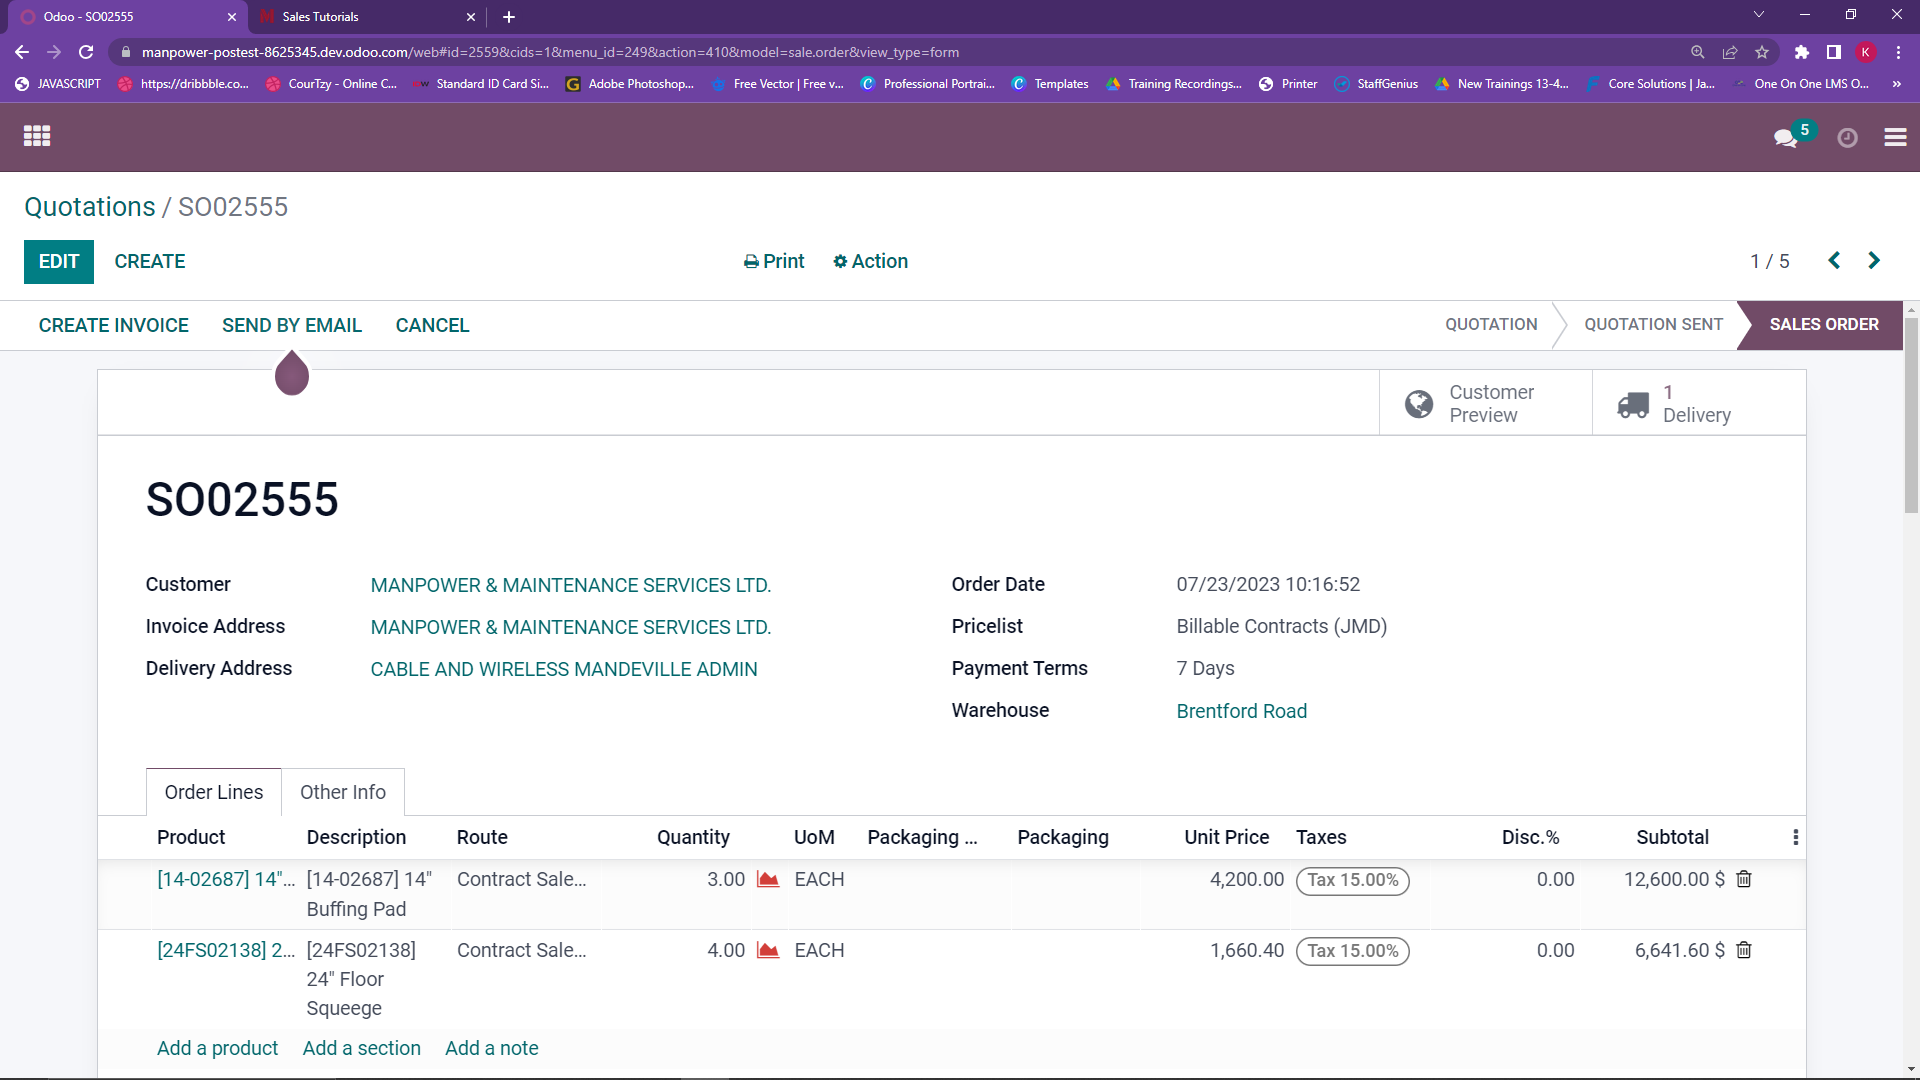 Odoo - SO02555
Sales Tutorials
manpower-postest-8625345.dev.odoo.com/web#id=2559&cids=1&menu_id=249&action=410&model=sale.order&view_type=form
K
JAVASCRIPT
https://dribbble.co...
CourTzy - Online C...
Standard ID Card Si...
Adobe Photoshop...
Free Vector | Free v...
Professional Portrai...
Templates
Training Recordings...
Printer
StaffGenius
New Trainings 13-4...
Core Solutions | Ja...
One On One LMS O...
»
5
Quotations / SO02555
EDIT CREATE
Print Action
1 / 5
CREATE INVOICE SEND BY EMAIL CANCEL
QUOTATION QUOTATION SENT SALES ORDER
Customer Preview
1 Delivery
SO02555
Customer MANPOWER & MAINTENANCE SERVICES LTD.
Invoice Address MANPOWER & MAINTENANCE SERVICES LTD.
Delivery Address CABLE AND WIRELESS MANDEVILLE ADMIN
Order Date 07/23/2023 10:16:52
Pricelist Billable Contracts (JMD)
Payment Terms 7 Days
Warehouse Brentford Road
Order Lines Other Info
Product Description Route Quantity UoM Packaging ... Packaging Unit Price Taxes Disc.% Subtotal
[14-02687] 14"... [14-02687] 14" Contract Sale... 3.00 EACH 4,200.00 Tax 15.00% 0.00 12,600.00 $
Buffing Pad
[24FS02138] 2... [24FS02138] Contract Sale... 4.00 EACH 1,660.40 Tax 15.00% 0.00 6,641.60 $
24" Floor
Squeege
Add a product Add a section Add a note